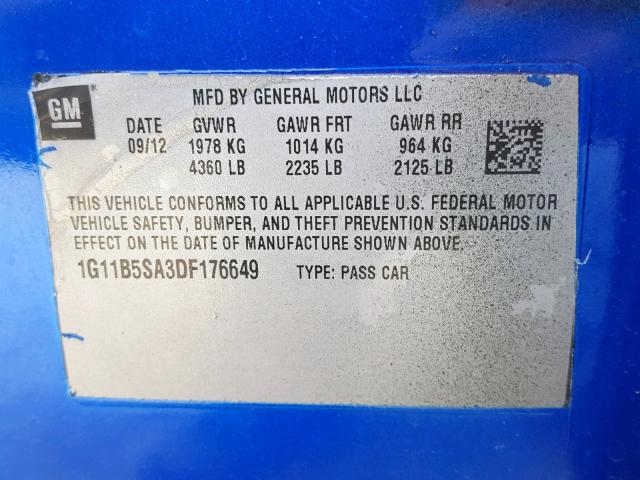 GM
MFD BY GENERAL MOTORS LLC
DATE GVWR GAWR FRT GAWR RR
09/12 1978 KG 1014 KG 964 KG
4360 LB 2235 LB 2125 LB
THIS VEHICLE CONFORMS TO ALL APPLICABLE U.S. FEDERAL MOTOR
VEHICLE SAFETY, BUMPER, AND THEFT PREVENTION STANDARDS IN
EFFECT ON THE DATE OF MANUFACTURE SHOWN ABOVE.
1G11B5SA3DF176649 TYPE: PASS CAR